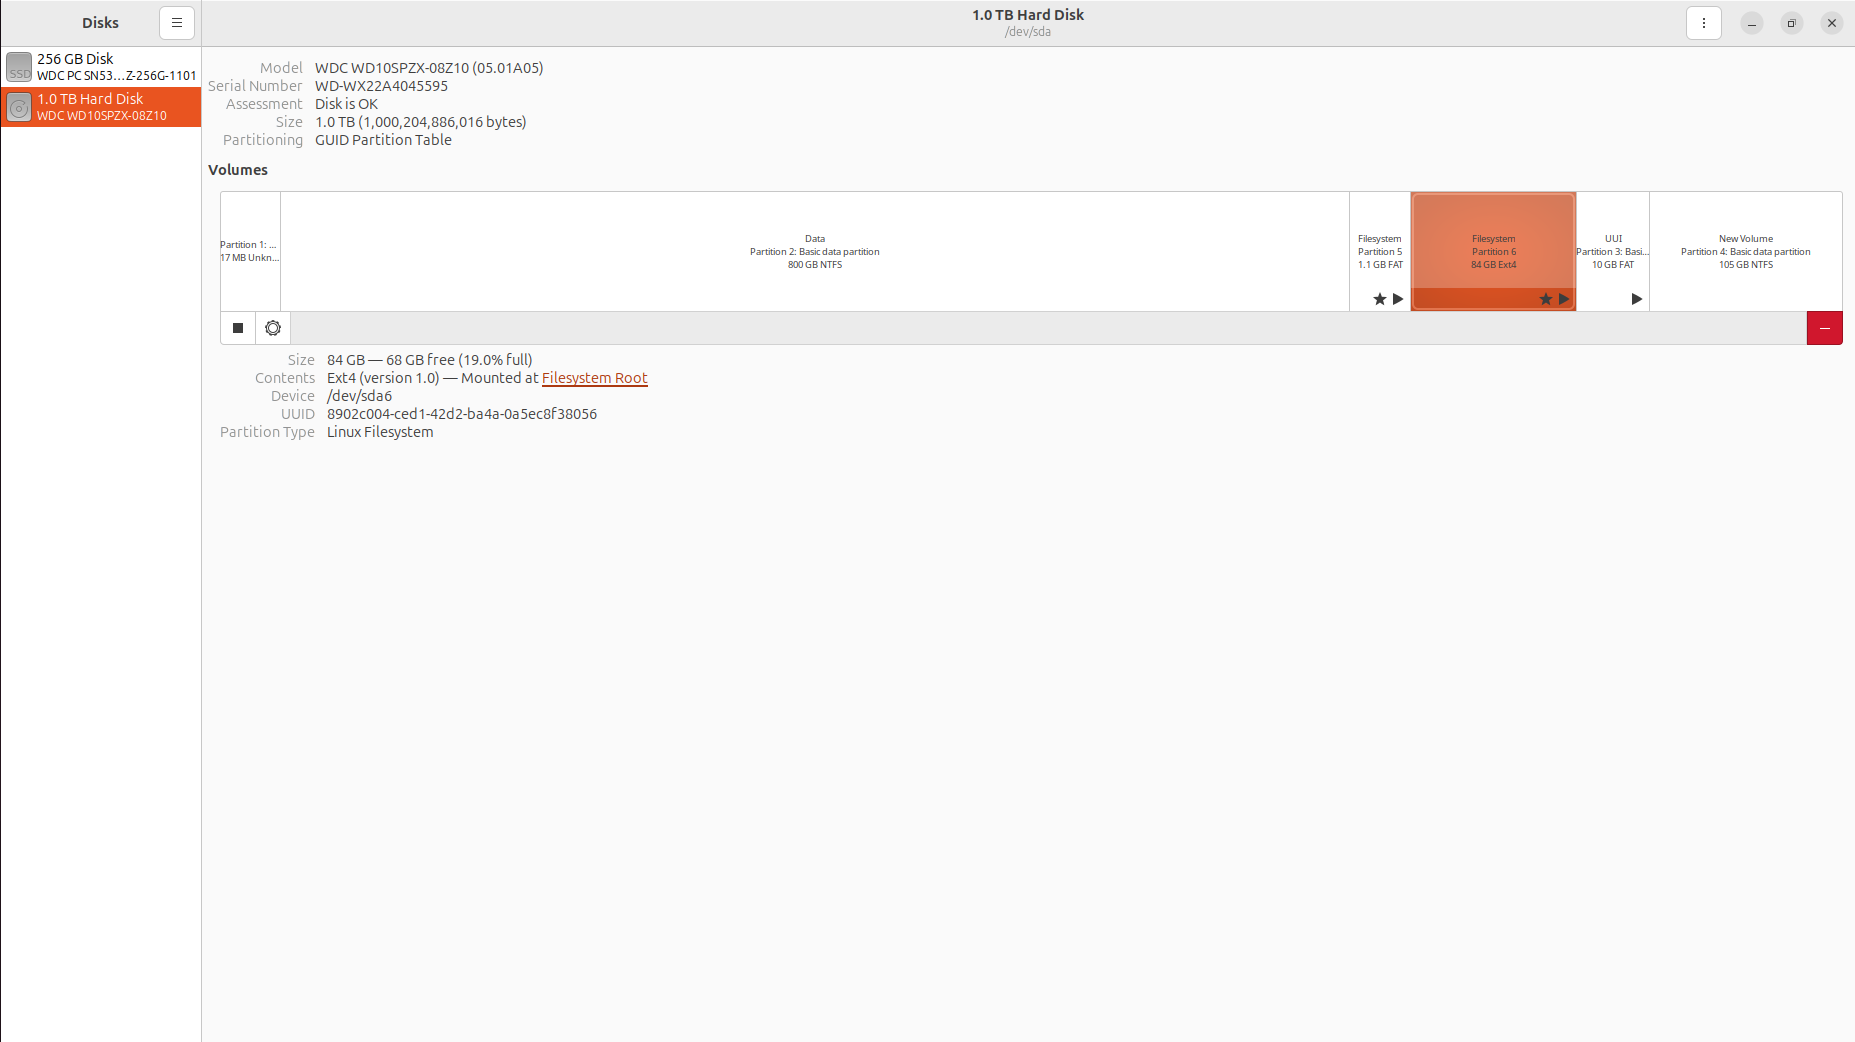 Disks
1.0 TB Hard Disk
/dev/sda
256 GB Disk
WDC PC SN53...Z-256G-1101
SSD
1.0 TB Hard Disk
WDC WD10SPZX-08Z10
Model WDC WD10SPZX-08Z10 (05.01A05)
Serial Number WD-WX22A4045595
Assessment Disk is OK
Size 1.0 TB (1,000,204,886,016 bytes)
Partitioning GUID Partition Table
Volumes
Partition 1: ...
17 MB Unkn...
Data
Partition 2: Basic data partition
800 GB NTFS
Filesystem
Partition 5
1.1 GB FAT
Filesystem
Partition 6
84 GB Ext4
UUI
Partition 3: Basi...
10 GB FAT
New Volume
Partition 4: Basic data partition
105 GB NTFS
Size 84 GB — 68 GB free (19.0% full)
Contents Ext4 (version 1.0) — Mounted at Filesystem Root
Device /dev/sda6
UUID 8902c004-ced1-42d2-ba4a-0a5ec8f38056
Partition Type Linux Filesystem